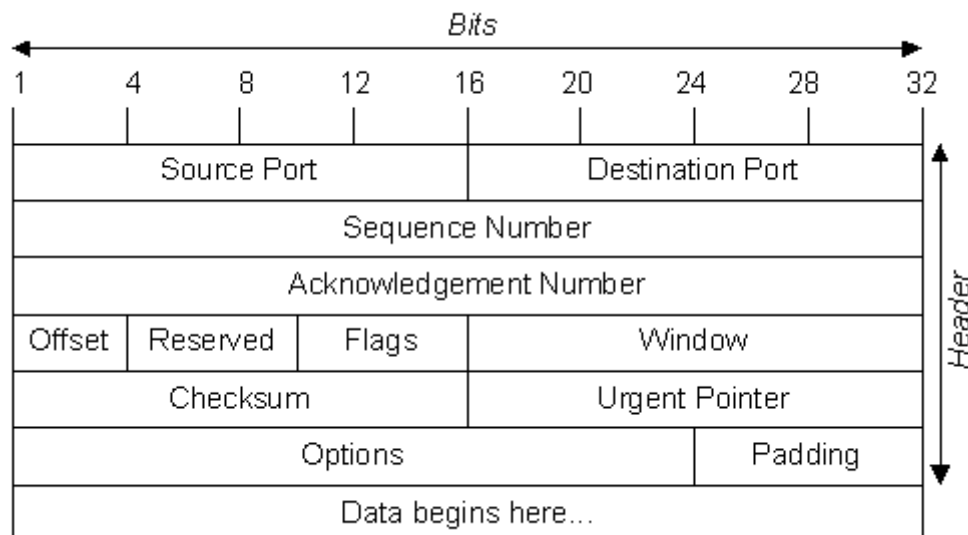 Bits
1 4 8 12 16 20 24 28 32
Source Port Destination Port
Sequence Number
Acknowledgement Number
Offset Reserved Flags Window
Checksum Urgent Pointer
Options Padding
Data begins here...
Header